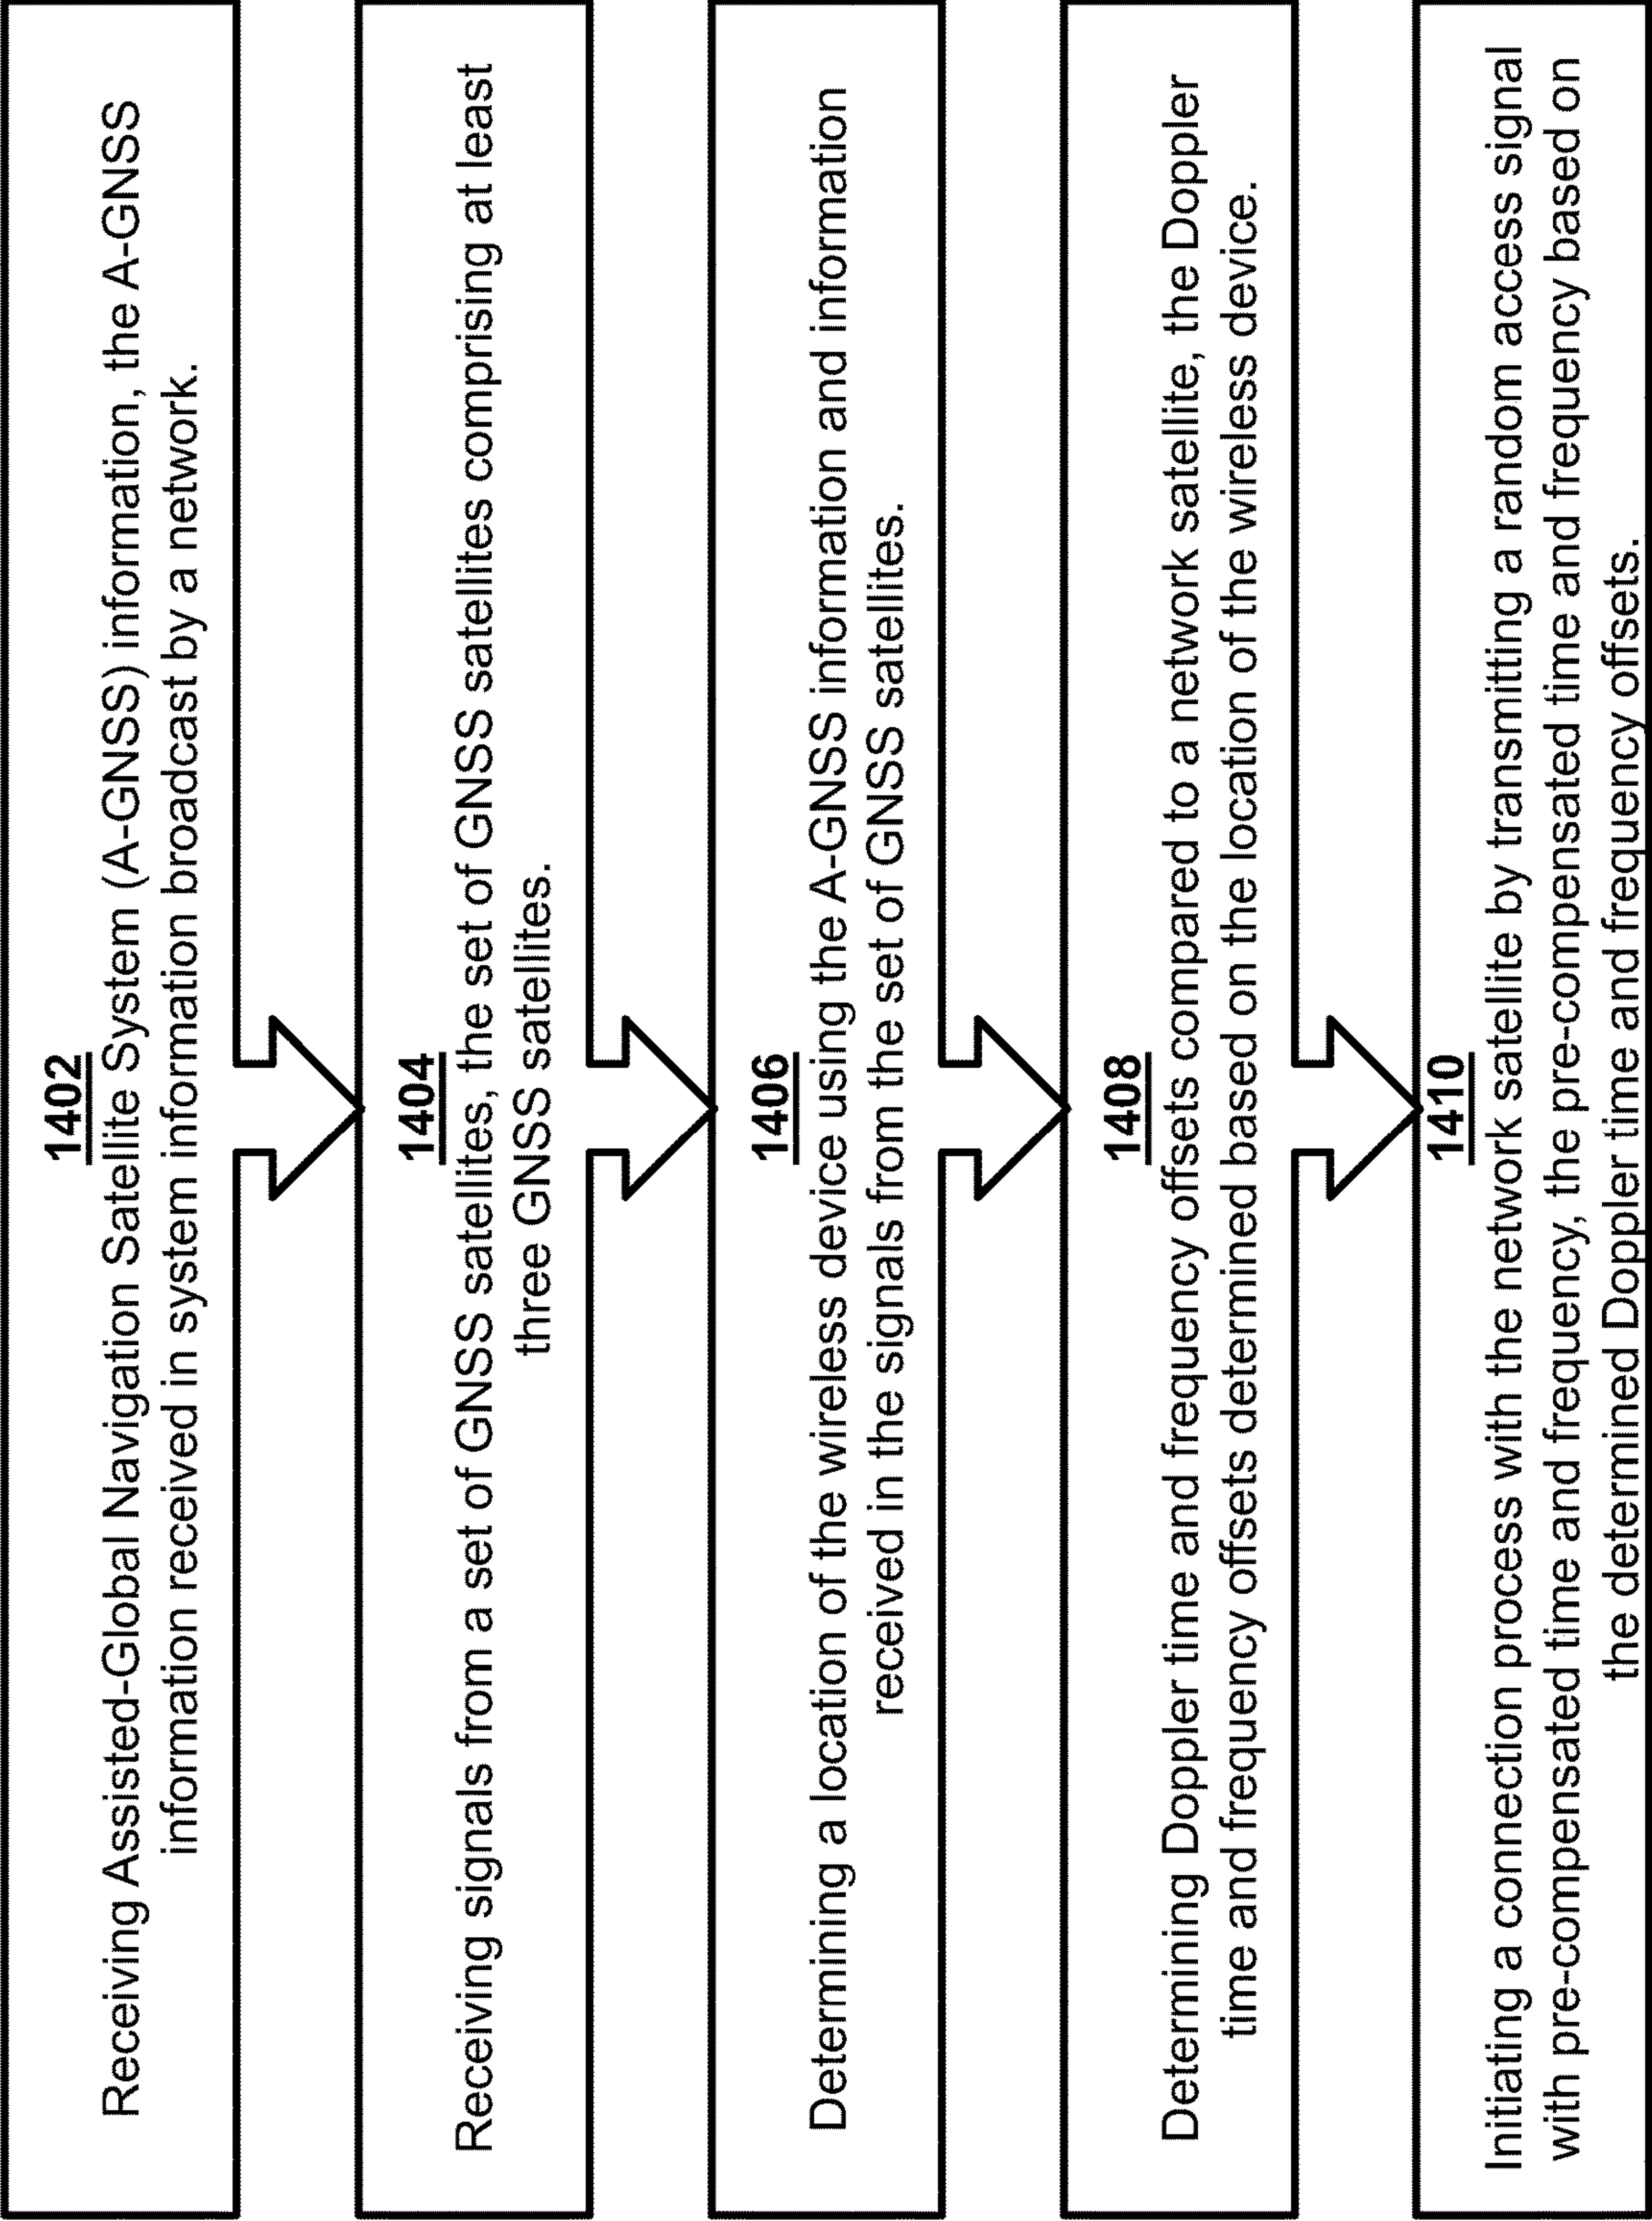 1402
Receiving Assisted-Global Navigation Satellite System (A-GNSS) information, the A-GNSS
information received in system information broadcast by a network.
1404
Receiving signals from a set of GNSS satellites, the set of GNSS satellites comprising at least
three GNSS satellites.
1406
Determining a location of the wireless device using the A-GNSS information and information
received in the signals from the set of GNSS satellites.
1408
Determining Doppler time and frequency offsets compared to a network satellite, the Doppler
time and frequency offsets determined based on the location of the wireless device.
1410
Initiating a connection process with the network satellite by transmitting a random access signal
with pre-compensated time and frequency, the pre-compensated time and frequency based on
the determined Doppler time and frequency offsets.